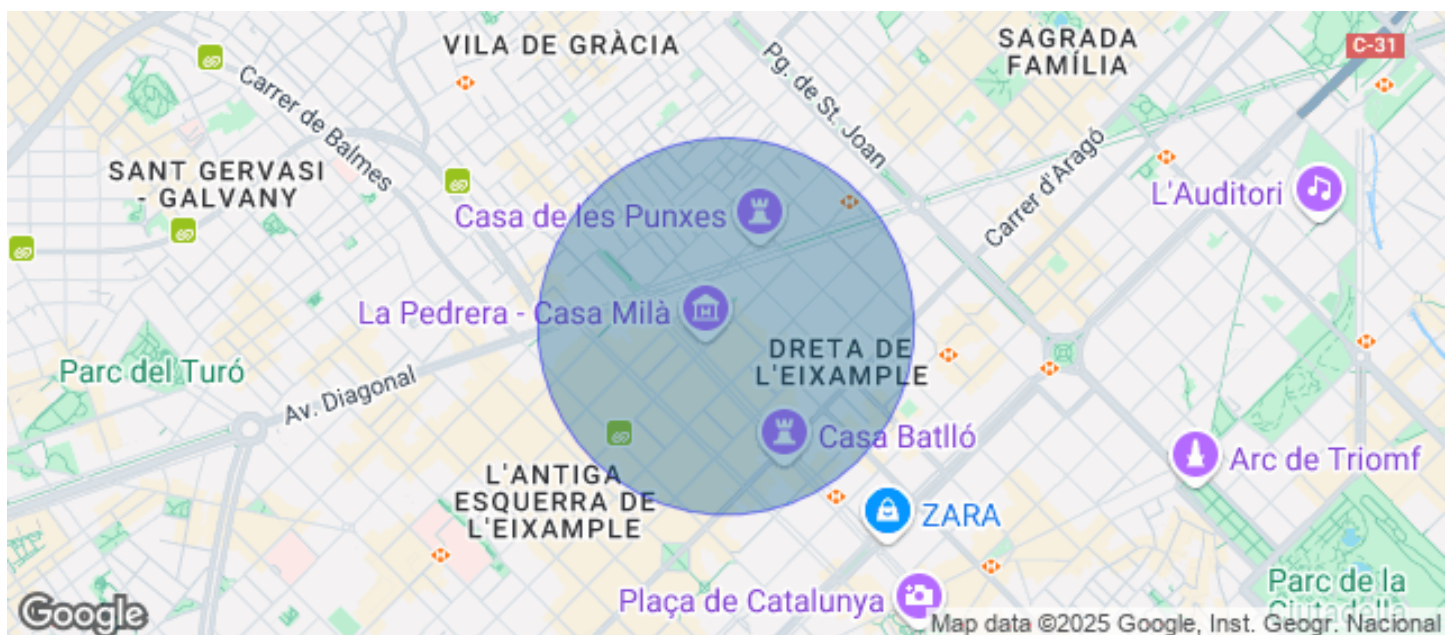 VILA DE GRÀCIA
SAGRADA
FAMÍLIA
C-31
Pg. de St. Joan
Carrer de Balmes
Carrer d'Aragó
SANT GERVASI
- GALVANY
L'Auditori
Casa de les Punxes
La Pedrera - Casa Milà
DRETA DE
L'EIXAMPLE
Parc del Turó
Av. Diagonal
Casa Batlló
Arc de Triomf
L'ANTIGA
ESQUERRA DE
L'EIXAMPLE
ZARA
Parc de la
Ciutadella
Plaça de Catalunya
Google
Map data ©2025 Google, Inst. Geogr. Nacional